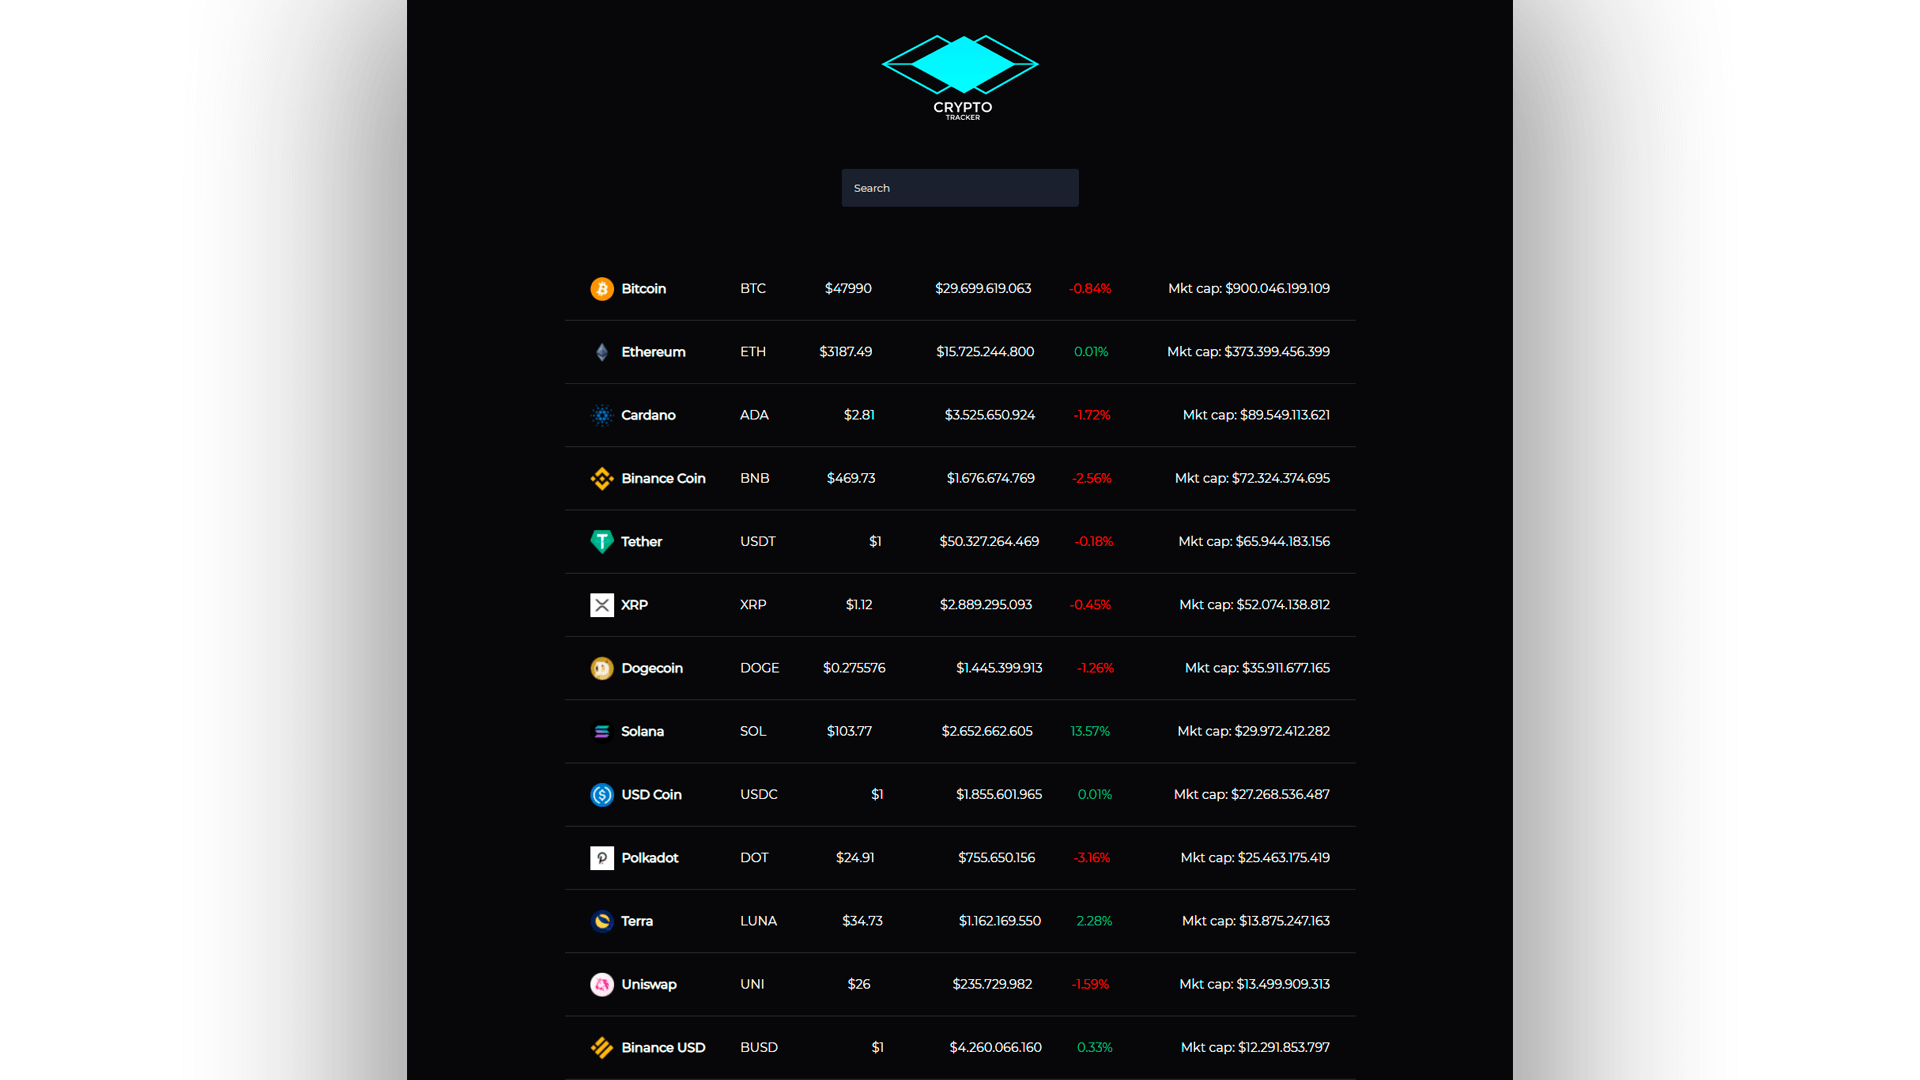 CRYPTO
TRACKER
Search
Bitcoin BTC $47990 $29.699.619.063 -0.84% Mkt cap: $900.046.199.109
Ethereum ETH $3187.49 $15.725.244.800 0.01% Mkt cap: $373.399.456.399
Cardano ADA $2.81 $3.525.650.924 -1.72% Mkt cap: $89.549.113.621
Binance Coin BNB $469.73 $1.676.674.769 -2.56% Mkt cap: $72.324.374.695
Tether USDT $1 $50.327.264.469 -0.18% Mkt cap: $65.944.183.156
XRP XRP $1.12 $2.889.295.093 -0.45% Mkt cap: $52.074.138.812
Dogecoin DOGE $0.275576 $1.445.399.913 -1.26% Mkt cap: $35.911.677.165
Solana SOL $103.77 $2.652.662.605 13.57% Mkt cap: $29.972.412.282
USD Coin USDC $1 $1.855.601.965 0.01% Mkt cap: $27.268.536.487
Polkadot DOT $24.91 $755.650.156 -3.16% Mkt cap: $25.463.175.419
Terra LUNA $34.73 $1.162.169.550 2.28% Mkt cap: $13.875.247.163
Uniswap UNI $26 $235.729.982 -1.59% Mkt cap: $13.499.909.313
Binance USD BUSD $1 $4.260.066.160 0.33% Mkt cap: $12.291.853.797